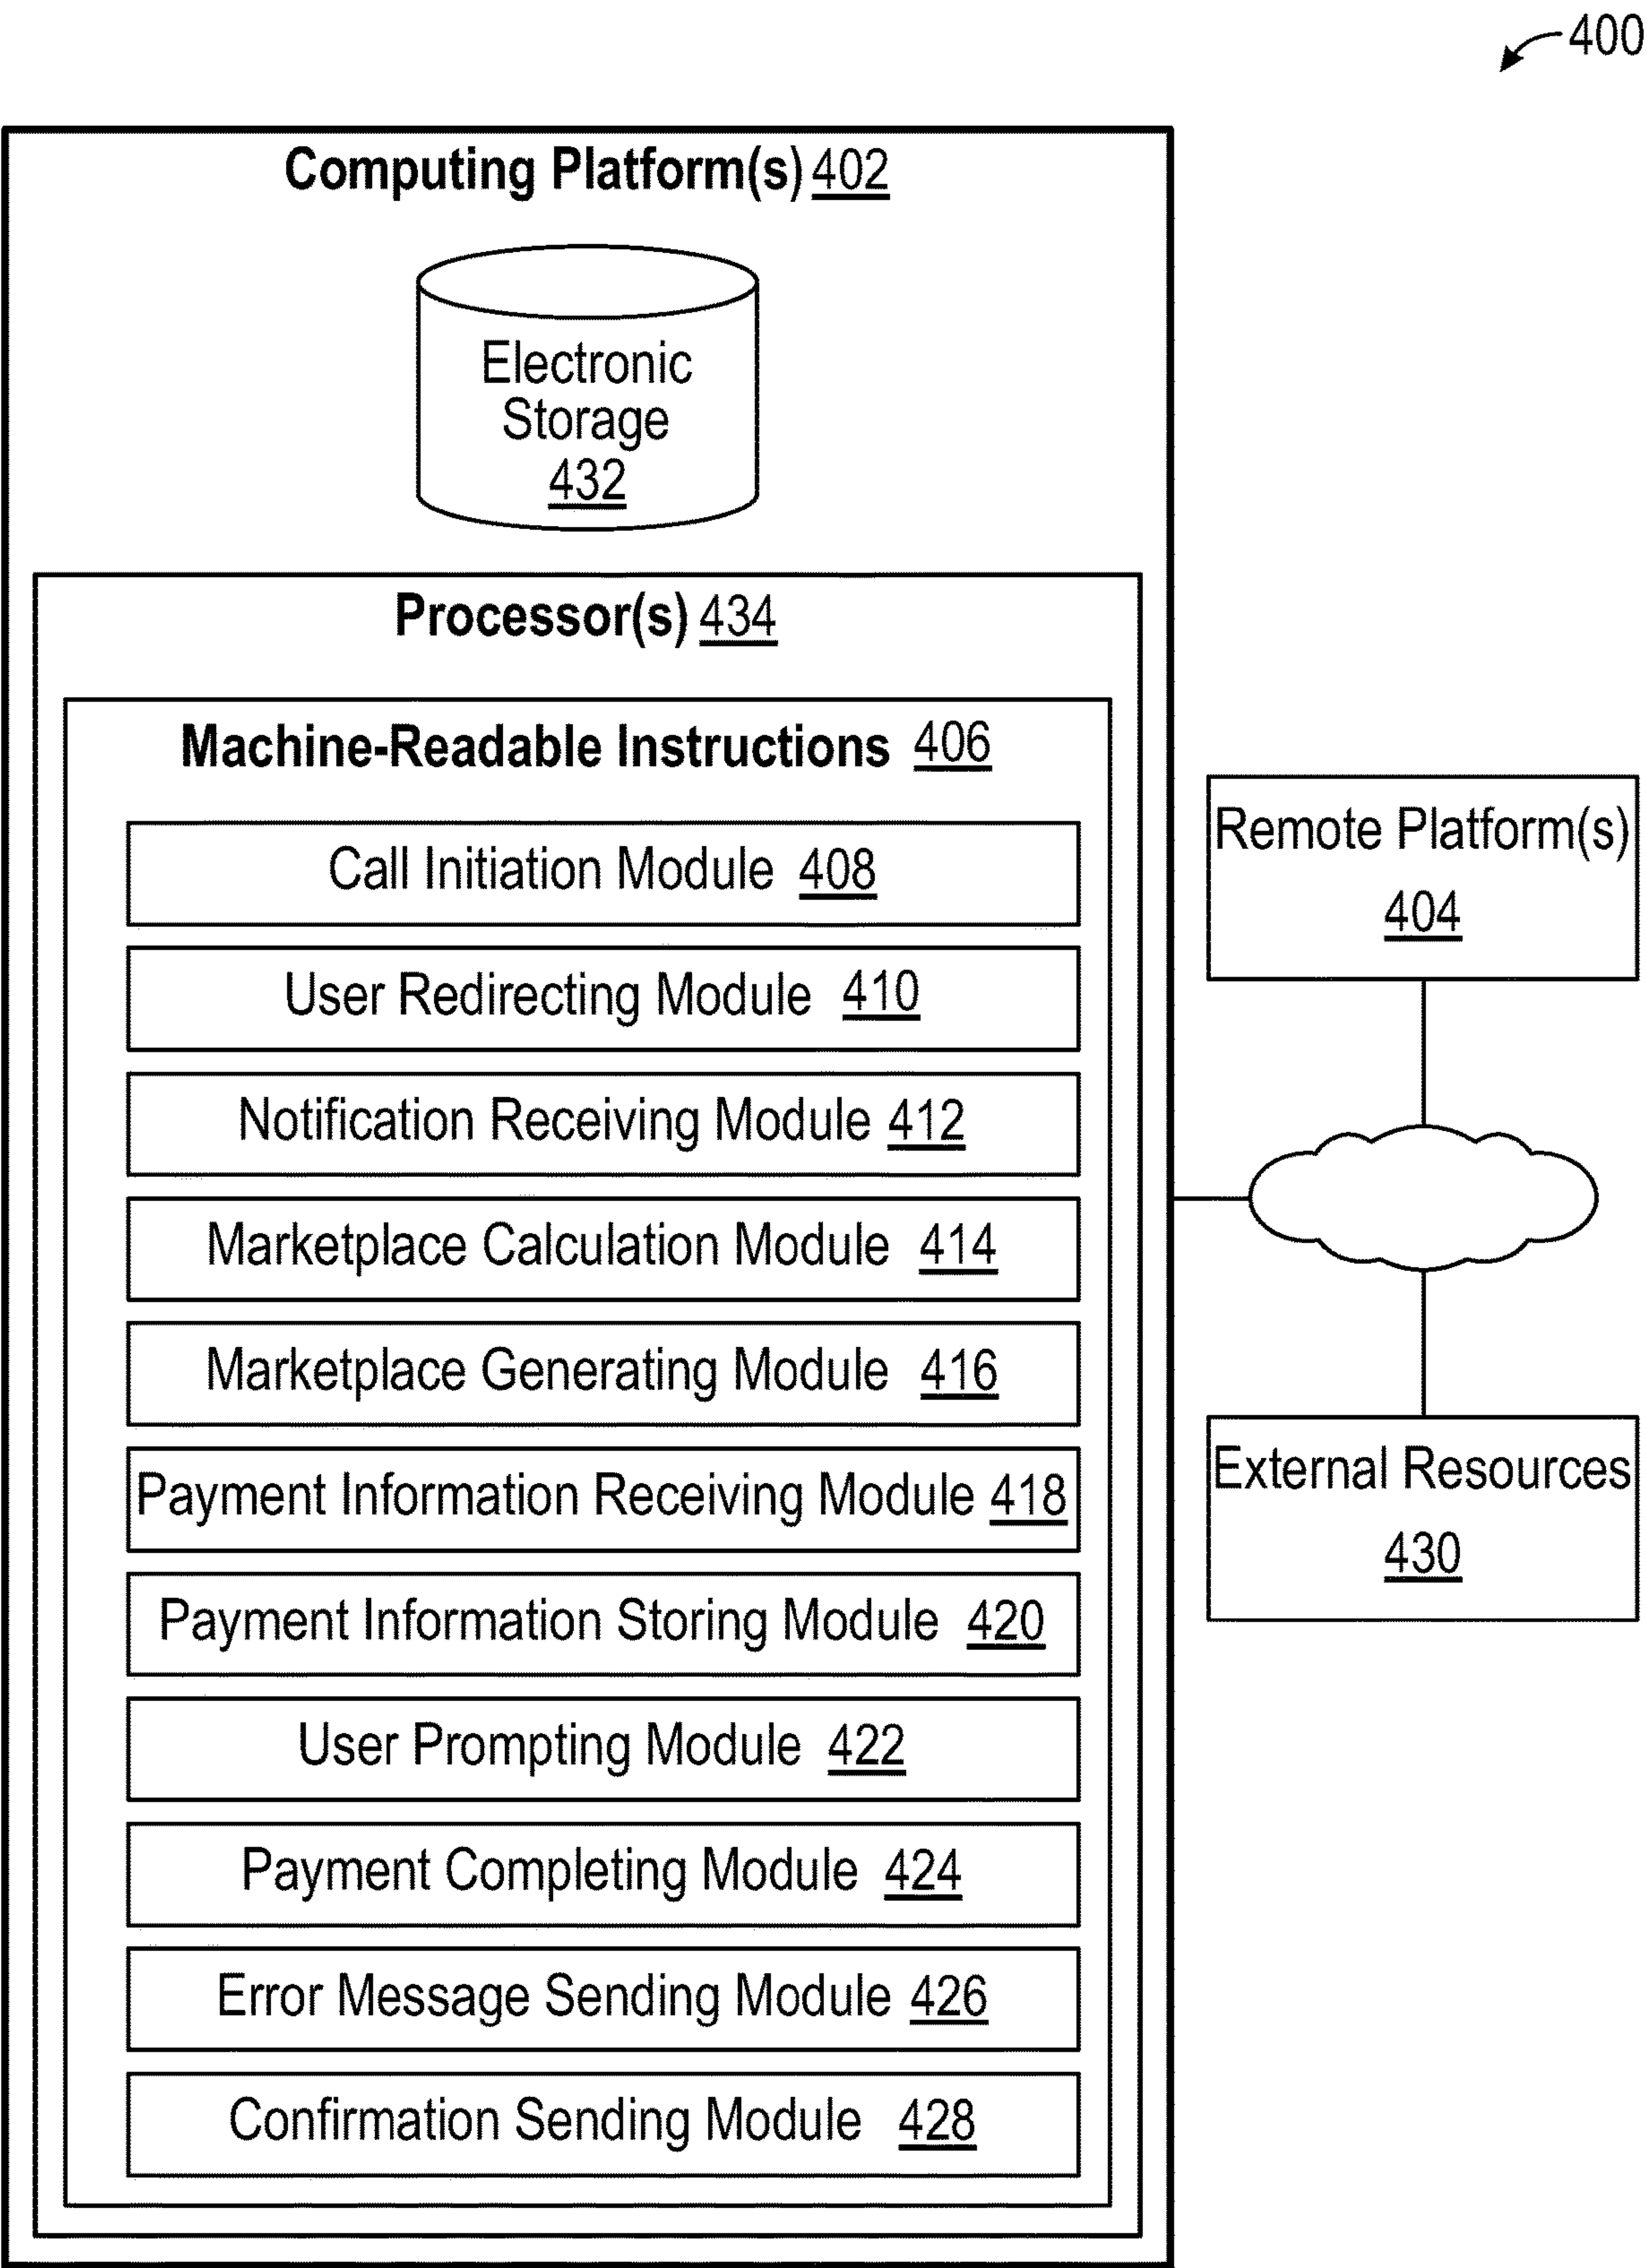 400
Computing Platform(s) 402
Electronic
Storage
432
Processor(s) 434
Machine-Readable Instructions 406
Call Initiation Module 408
User Redirecting Module 410
Notification Receiving Module 412
Marketplace Calculation Module 414
Marketplace Generating Module 416
Payment Information Receiving Module 418
Payment Information Storing Module 420
User Prompting Module 422
Payment Completing Module 424
Error Message Sending Module 426
Confirmation Sending Module 428
Remote Platform(s)
404
External Resources
430